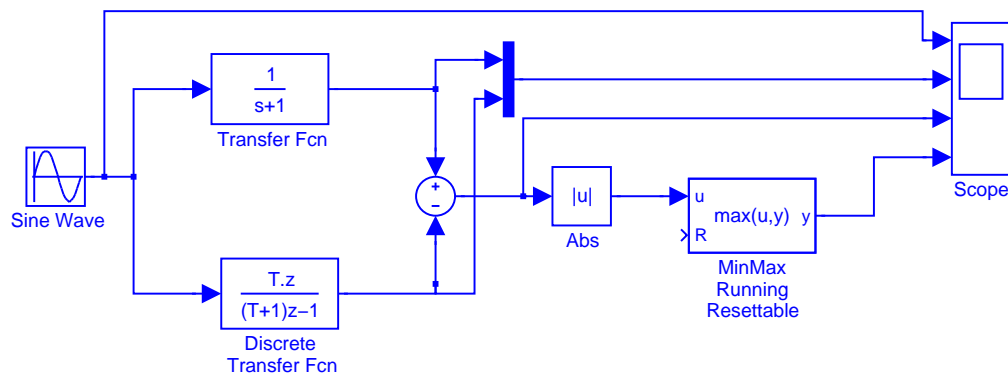 1
s+1
Transfer Fcn
Sine Wave
+
−
|u|
Abs
u
R
max(u,y)
y
MinMax
Running
Resettable
Scope
T.z
(T+1)z−1
Discrete
Transfer Fcn